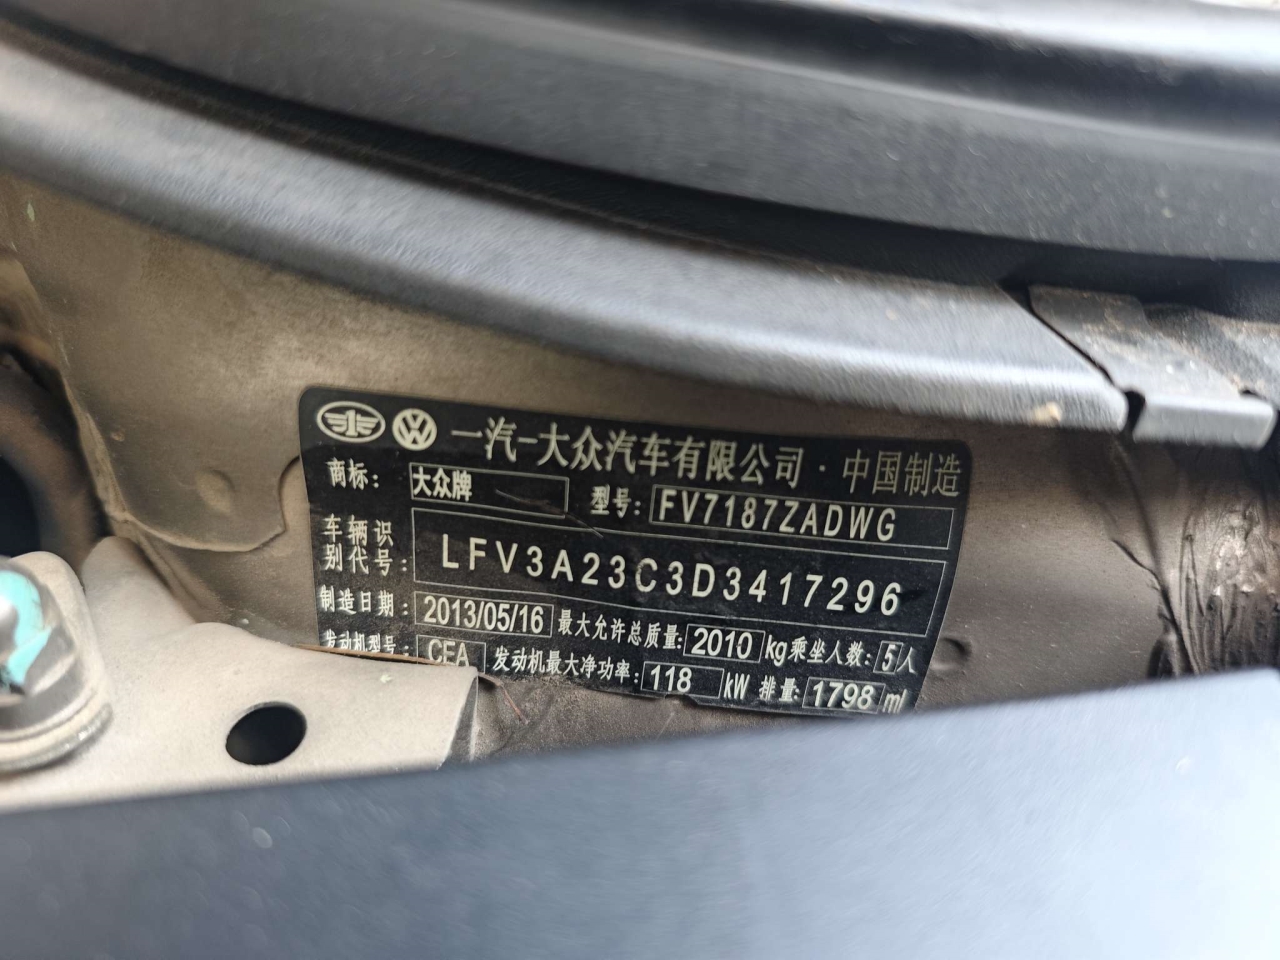 一汽-大众汽车有限公司·中国制造
商标: 大众牌 型号: FV7187ZADWG
车辆识别代号: LFV3A23C3D3417296
制造日期: 2013/05/16 最大允许总质量: 2010 kg 乘坐人数: 5人
发动机型号: CEA 发动机最大净功率: 118 kW 排量: 1798 ml